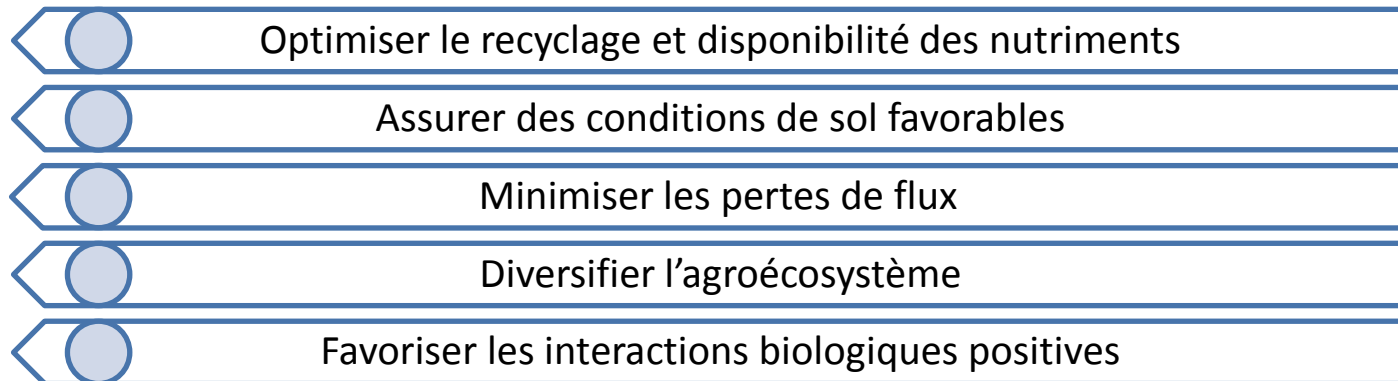 Optimiser le recyclage et disponibilité des nutriments
Assurer des conditions de sol favorables
Minimiser les pertes de flux
Diversifier l’agroécosystème
Favoriser les interactions biologiques positives